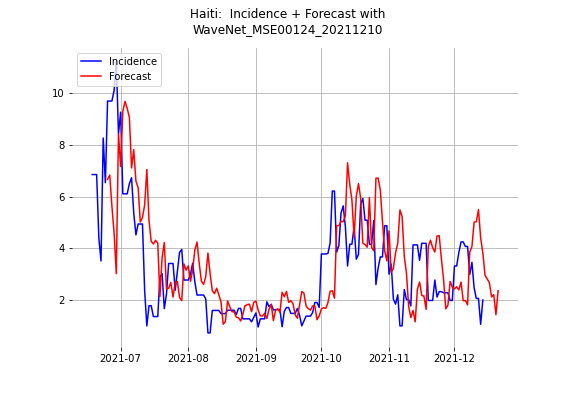 Haiti:  Incidence + Forecast with
WaveNet_MSE00124_20211210
Incidence
Forecast
10
8
6
4
2
2021-07
2021-08
2021-09
2021-10
2021-11
2021-12